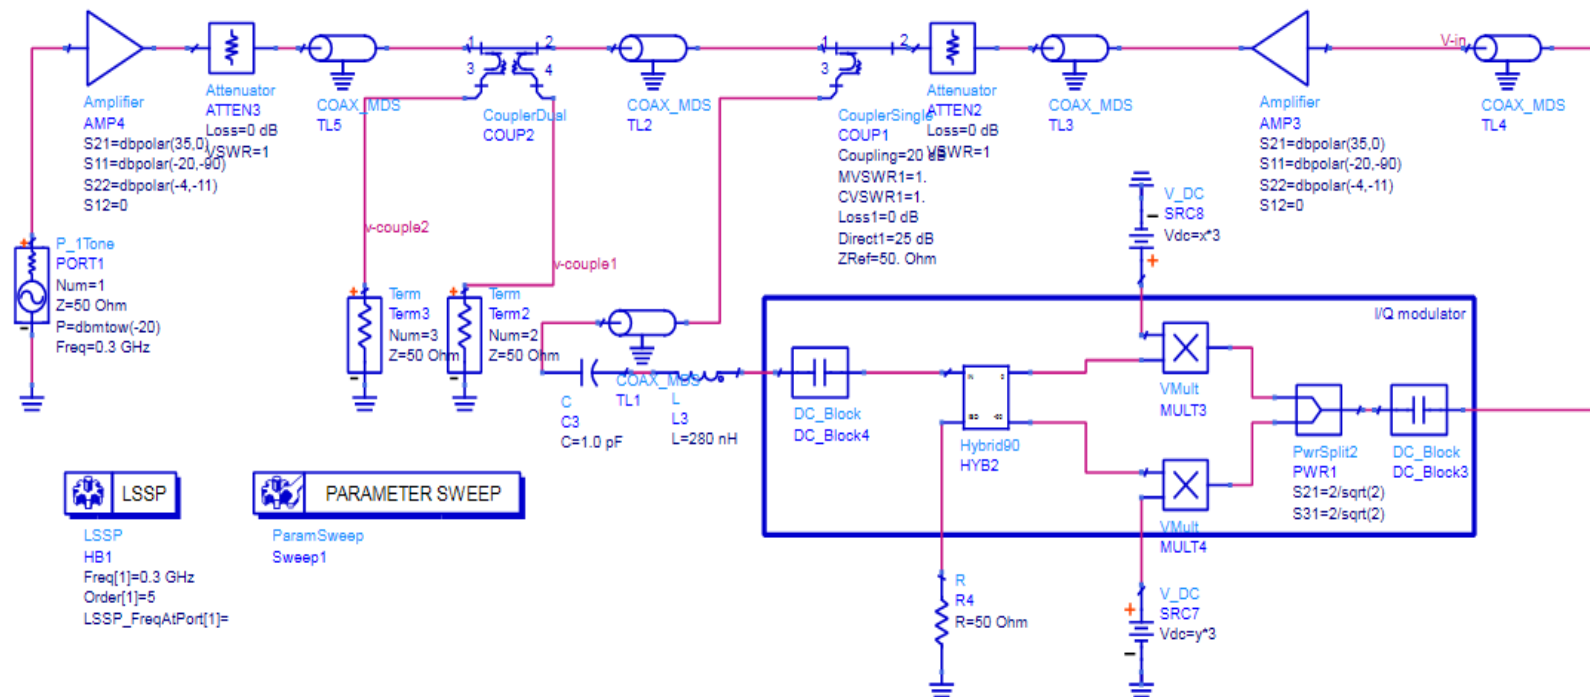 Amplifier
AMP4
S21=dbpolar(35,0)
S11=dbpolar(-20,-90)
S22=dbpolar(-4,-11)
S12=0
Attenuator
ATTEN3
Loss=0 dB
VSWR=1
COAX_MDS
TL5
1
2
3
4
CouplerDual
COUP2
COAX_MDS
TL2
1
2
3
CouplerSingle
COUP1
Coupling=20 dB
MVSWR1=1.
CVSWR1=1.
Loss1=0 dB
Direct1=25 dB
ZRef=50. Ohm
Attenuator
ATTEN2
Loss=0 dB
VSWR=1
COAX_MDS
TL3
Amplifier
AMP3
S21=dbpolar(35,0)
S11=dbpolar(-20,-90)
S22=dbpolar(-4,-11)
S12=0
V-in
COAX_MDS
TL4
P_1Tone
PORT1
Num=1
Z=50 Ohm
P=dbmtow(-20)
Freq=0.3 GHz
v-couple2
v-couple1
Term
Term3
Num=3
Z=50 Ohm
Term
Term2
Num=2
Z=50 Ohm
COAX_MDS
TL1
C
C3
C=1.0 pF
L
L3
L=280 nH
V_DC
SRC8
Vdc=x*3
I/Q modulator
DC_Block
DC_Block4
Hybrid90
HYB2
VMult
MULT3
VMult
MULT4
PwrSplit2
PWR1
S21=2/sqrt(2)
S31=2/sqrt(2)
DC_Block
DC_Block3
R
R4
R=50 Ohm
V_DC
SRC7
Vdc=y*3
LSSP
LSSP
HB1
Freq[1]=0.3 GHz
Order[1]=5
LSSP_FreqAtPort[1]=
PARAMETER SWEEP
ParamSweep
Sweep1